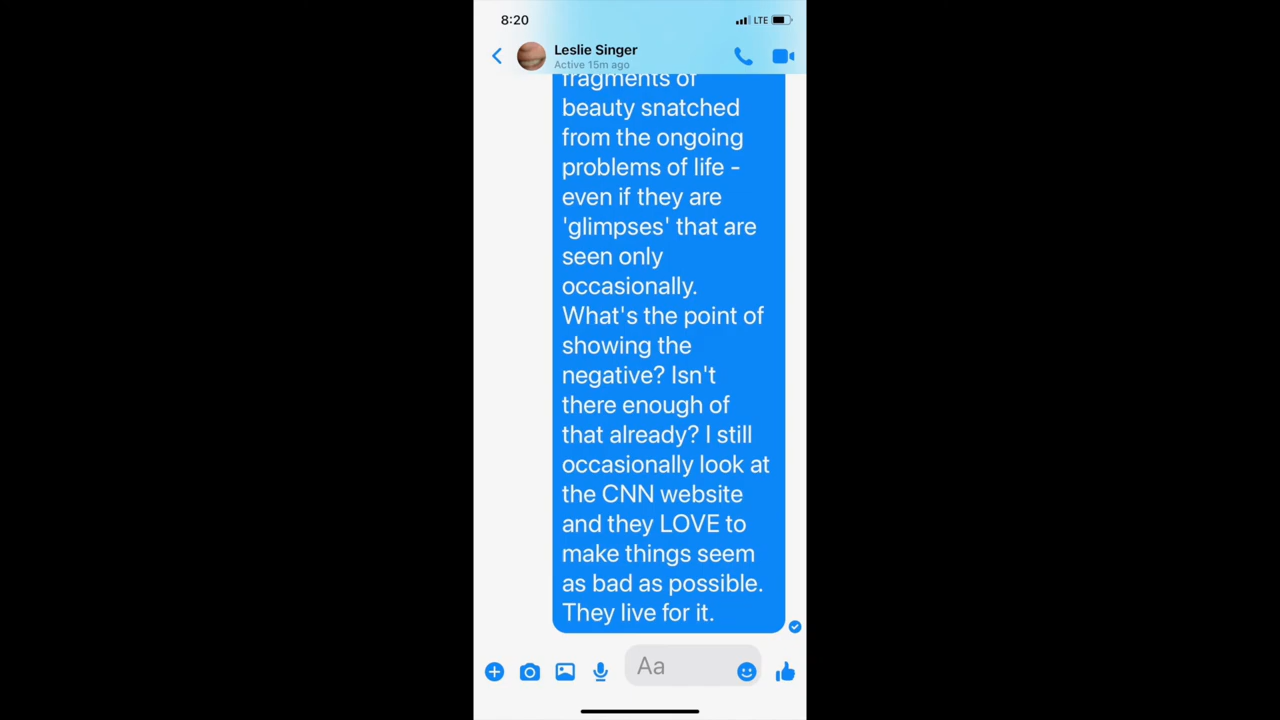 8:20
LTE
Leslie Singer
Active 15m ago
fragments of
beauty snatched
from the ongoing
problems of life -
even if they are
'glimpses' that are
seen only
occasionally.
What's the point of
showing the
negative? Isn't
there enough of
that already? I still
occasionally look at
the CNN website
and they LOVE to
make things seem
as bad as possible.
They live for it.
Aa